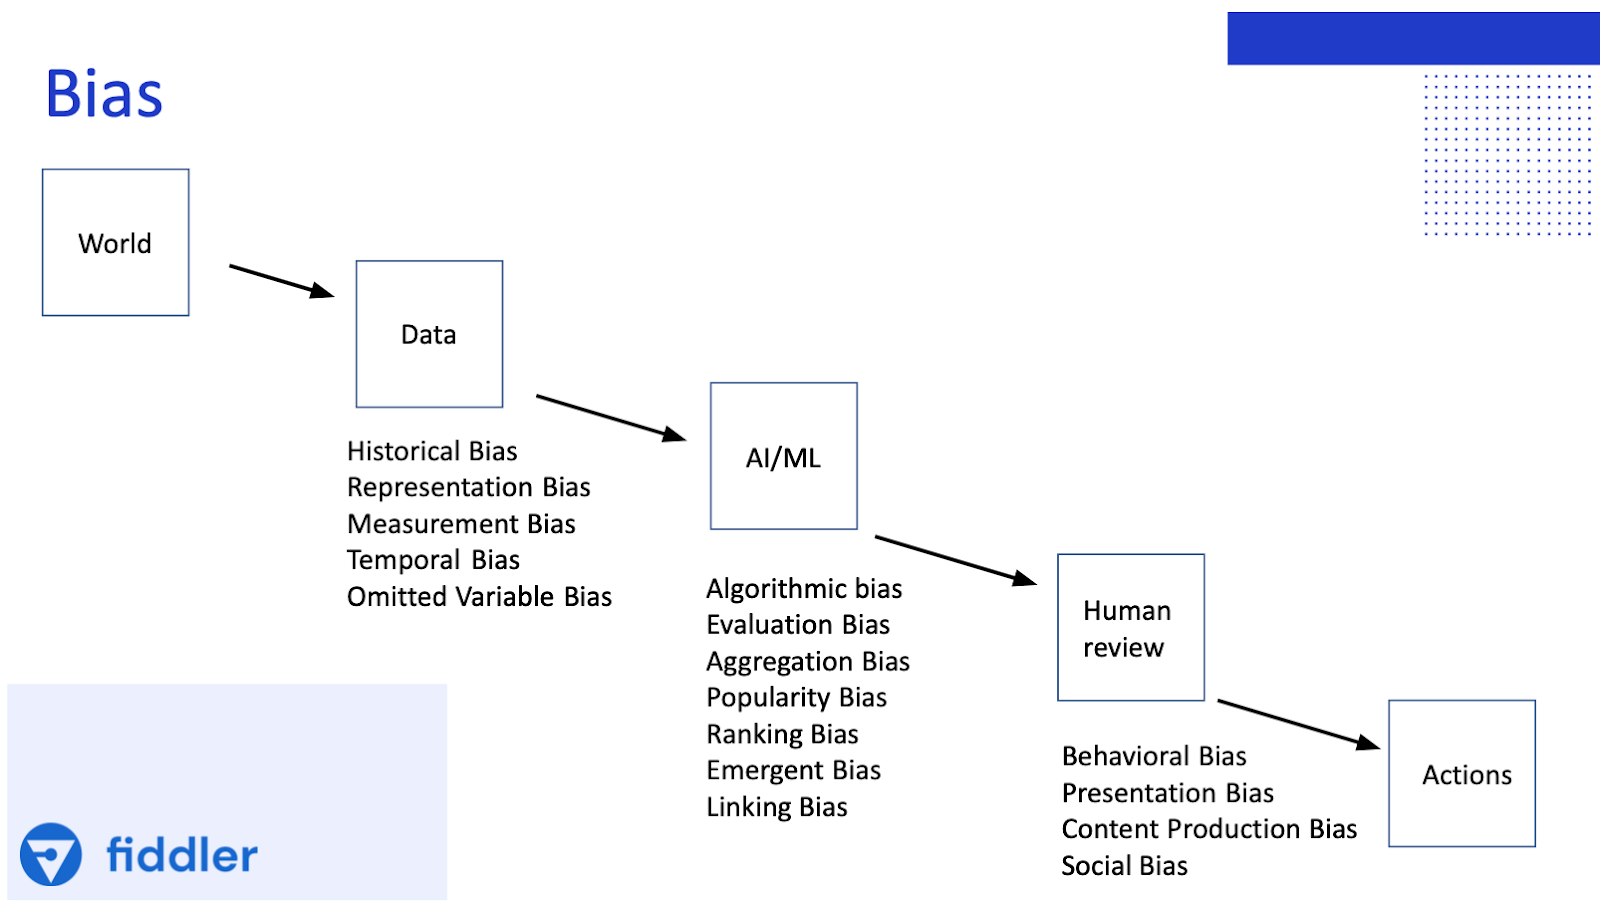 Bias
World
Data
Historical Bias
Representation Bias
Measurement Bias
Temporal Bias
Omitted Variable Bias
AI/ML
Algorithmic bias
Evaluation Bias
Aggregation Bias
Popularity Bias
Ranking Bias
Emergent Bias
Linking Bias
Human
review
Behavioral Bias
Presentation Bias
Content Production Bias
Social Bias
Actions
fiddler